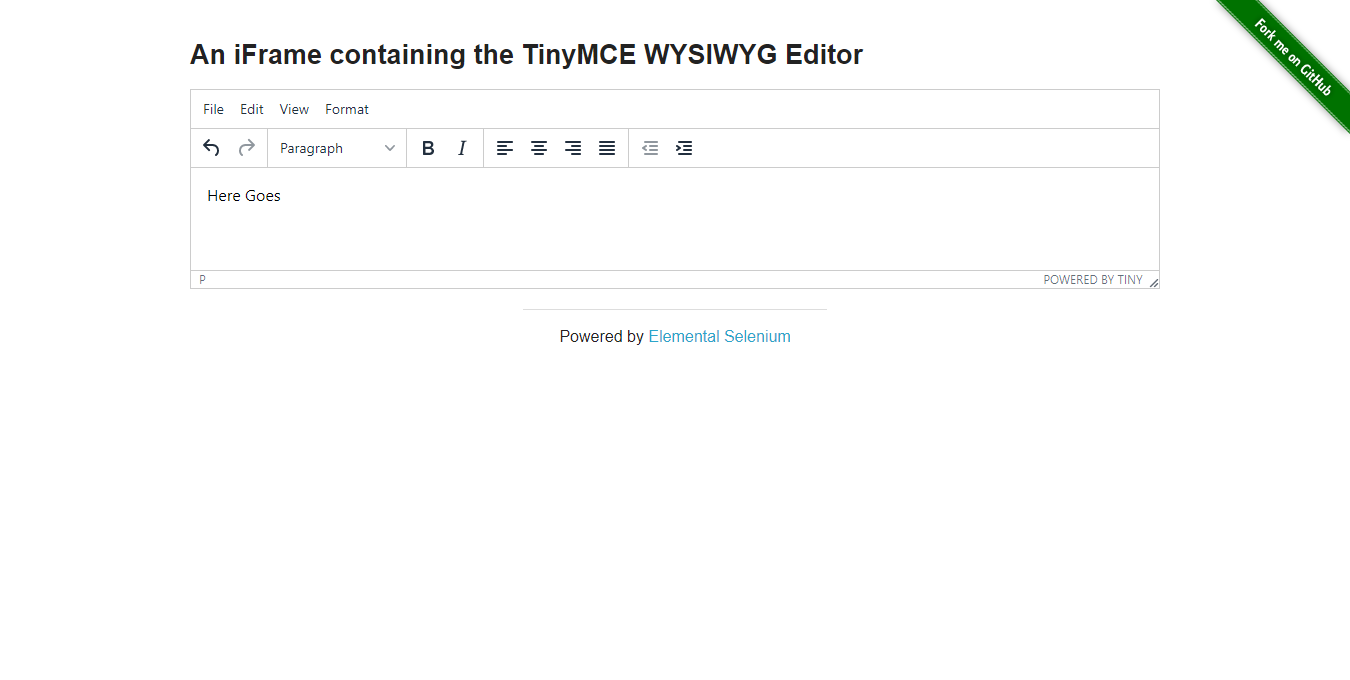 Fork me on GitHub
An iFrame containing the TinyMCE WYSIWYG Editor
File Edit View Format
Paragraph B I
Here Goes
P POWERED BY TINY
Powered by Elemental Selenium